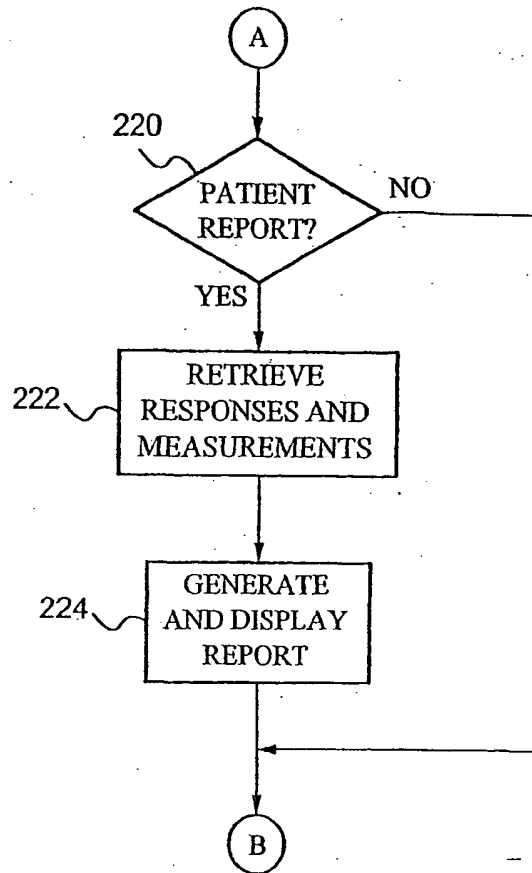 A
220
PATIENT
REPORT?
NO
YES
222
RETRIEVE
RESPONSES AND
MEASUREMENTS
224
GENERATE
AND DISPLAY
REPORT
B